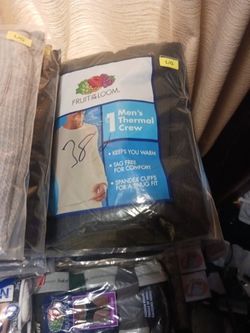 FRUIT OF THE LOOM
1 Men's
Thermal
Crew
38
• KEEPS YOU WARM
• SAG FREE
FOR COMFORT
• SPANDEX CUFFS
FOR A SNUG FIT